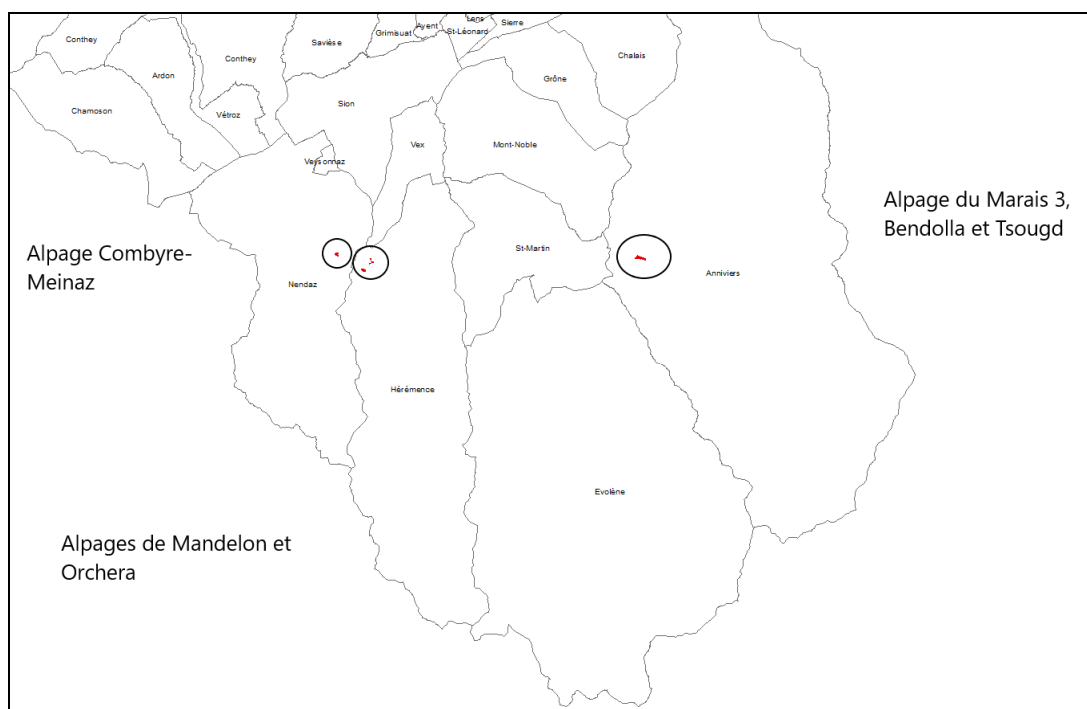 Lens
Ayent
Sierre
Grimisuat
St-Léonard
Conthey
Savièse
Conthey
Chalais
Ardon
Grône
Sion
Chamoson
Vétroz
Vex
Mont-Noble
Veysonnaz
Alpage du Marais 3,
Bendolla et Tsougd
Alpage Combyre-
Meinaz
St-Martin
Anniviers
Nendaz
Hérémence
Evolène
Alpages de Mandelon et
Orchera